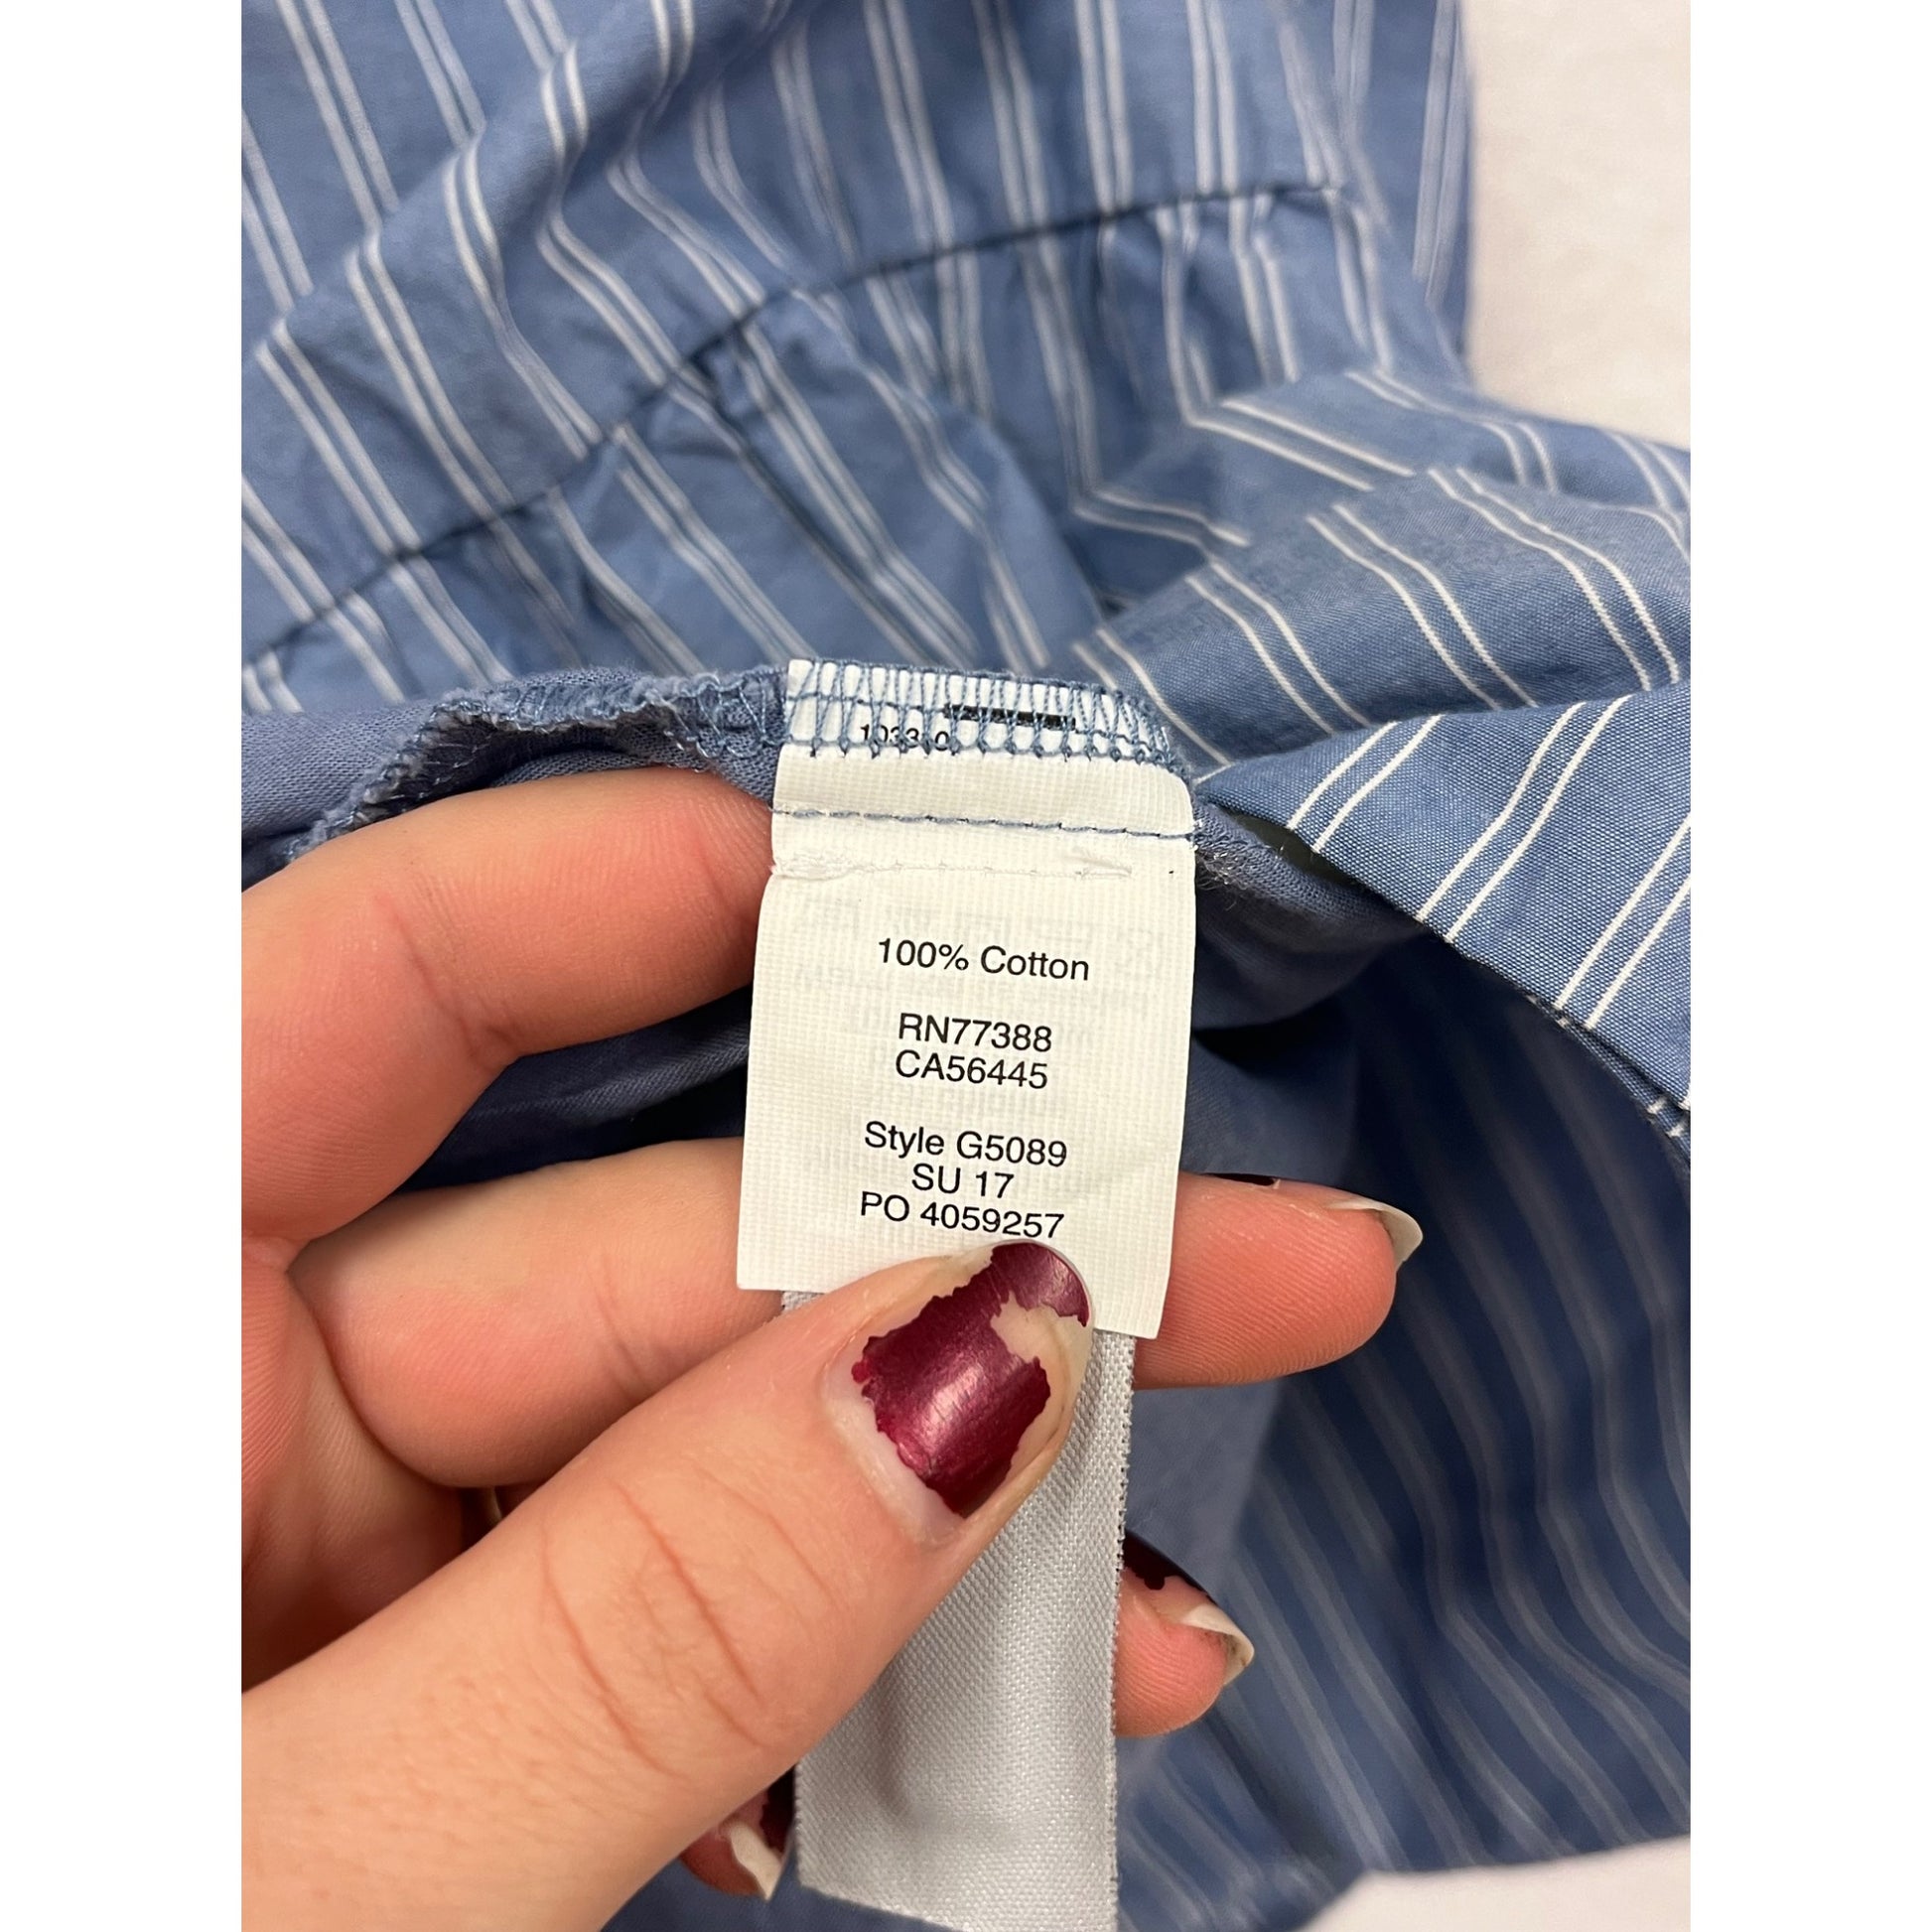 100% Cotton
RN77388
CA56445
Style G5089
SU 17
PO 4059257